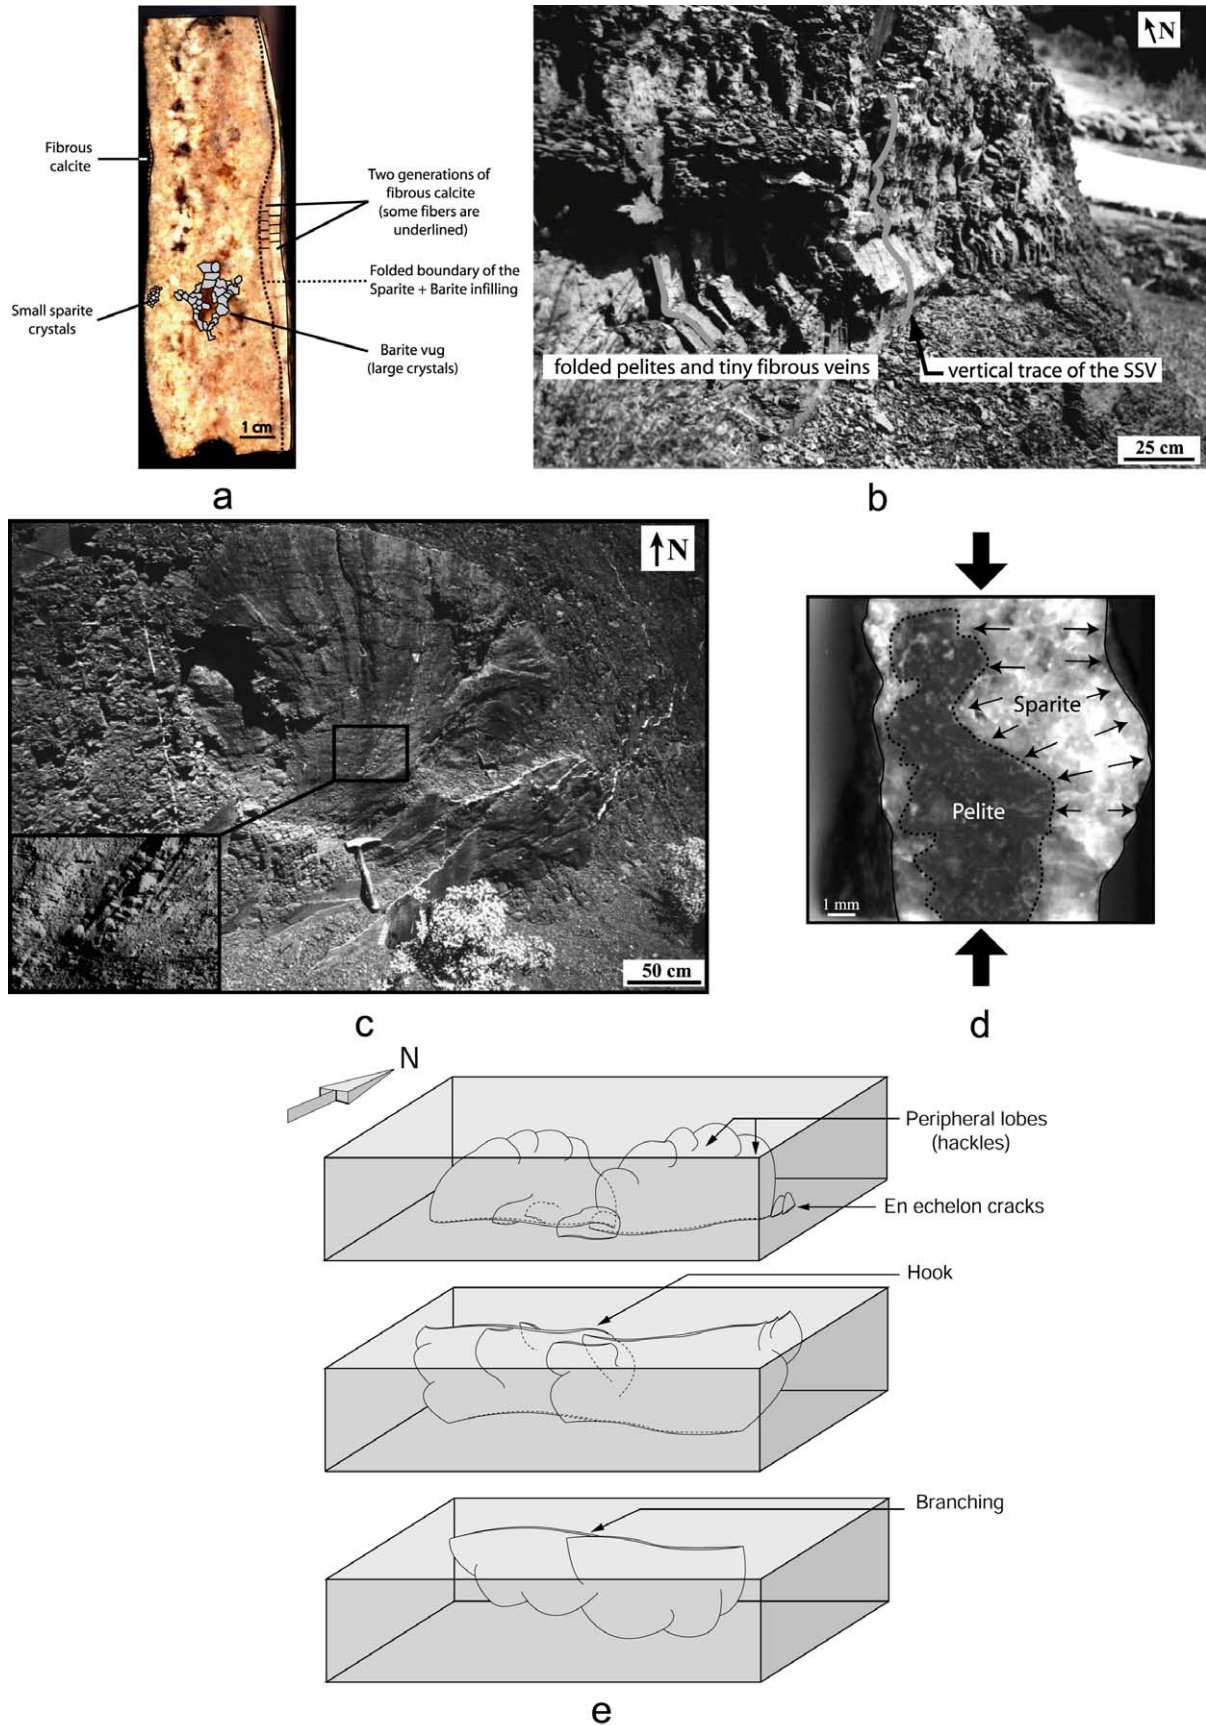 Fibrous
calcite
Small sparite
crystals
Two generations of
fibrous calcite
(some fibers are
underlined)
Folded boundary of the
Sparite + Barite infilling
Barite vug
(large crystals)
1 cm
a
N
folded pelites and tiny fibrous veins
vertical trace of the SSV
25 cm
b
N
50 cm
c
Sparite
Pelite
1 mm
d
N
Peripheral lobes
(hackles)
En echelon cracks
Hook
Branching
e